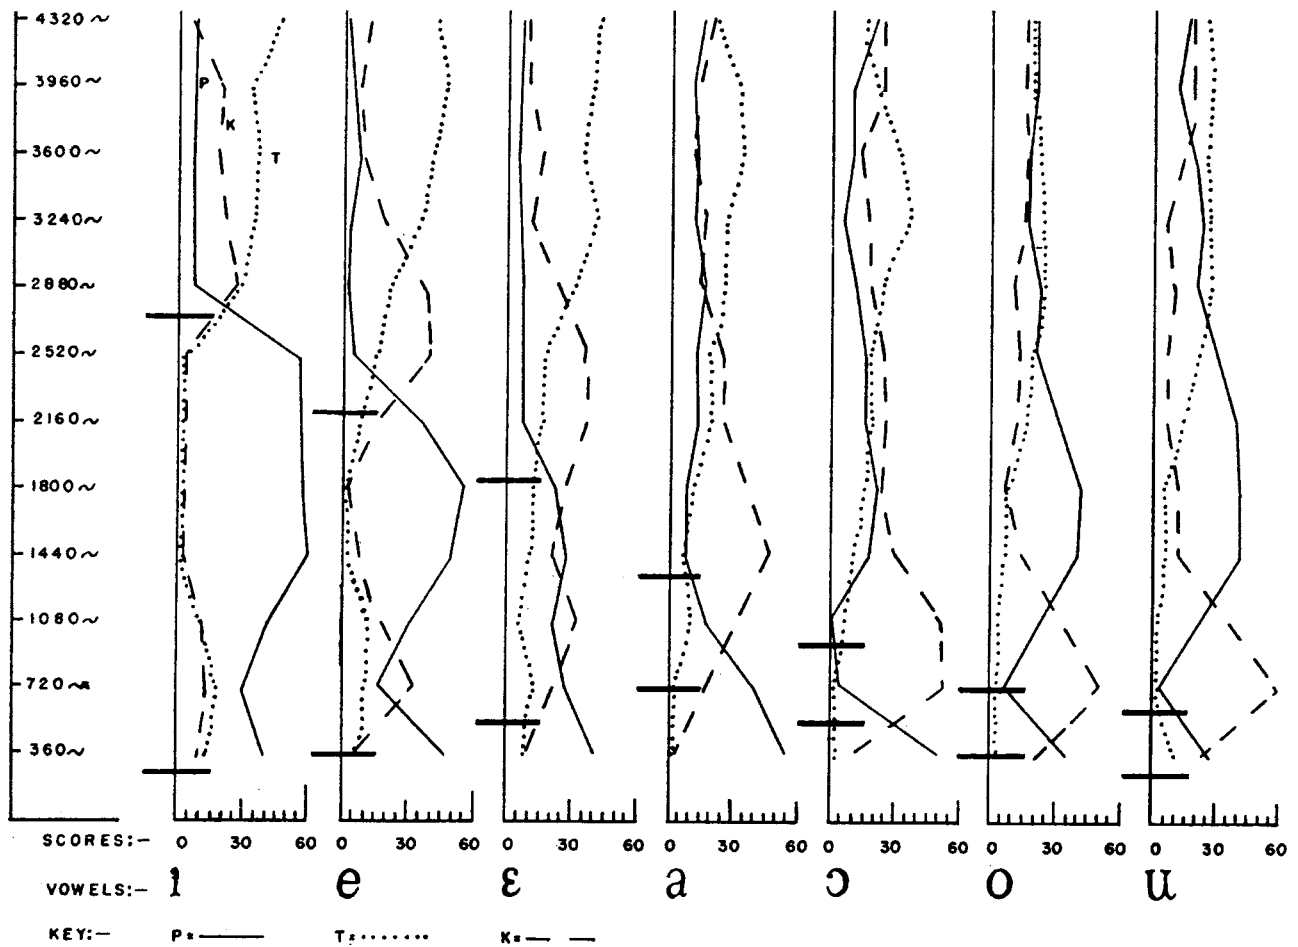 4320~
3960~
3600~
3240~
2880~
2520~
2160~
1800~
1440~
1080~
720~
360~
P
K
T
SCORES:— 0 30 60 0 30 60 0 30 60 0 30 60 0 30 60 0 30 60 0 30 60
VOWELS:— ı e ɛ a ɔ o u
KEY:— P= T= K=